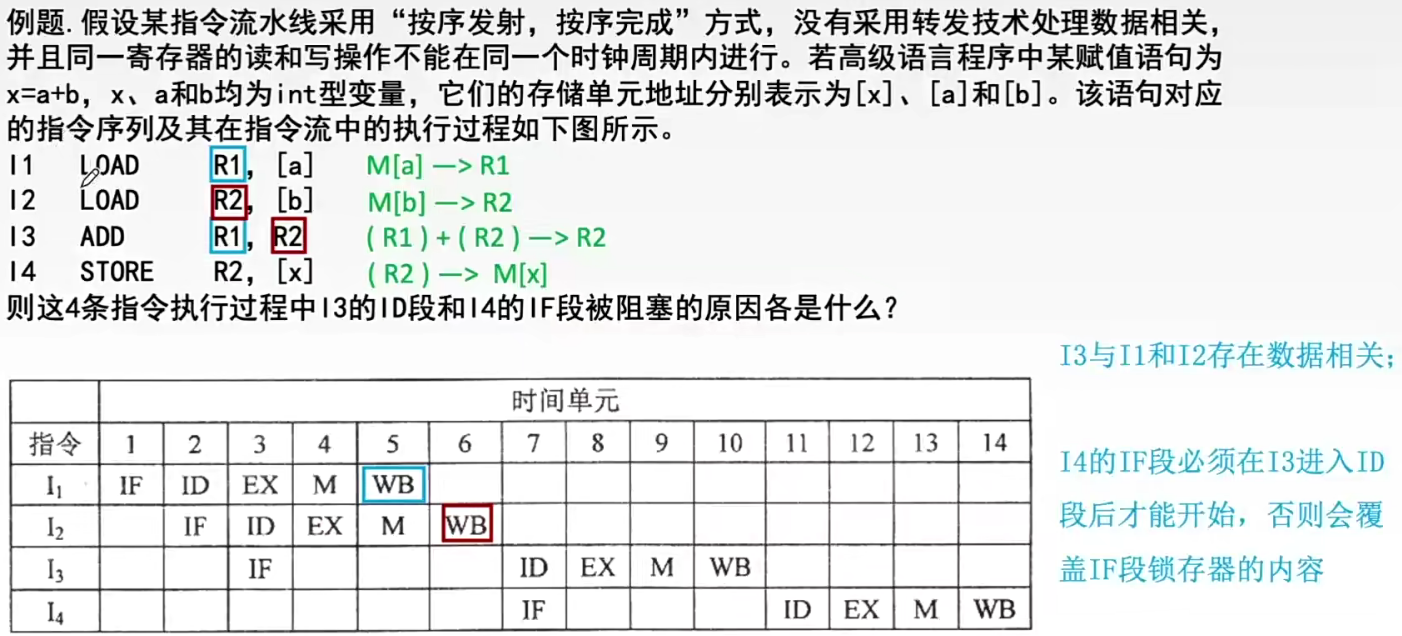 例题.假设某指令流水线采用“按序发射，按序完成”方式，没有采用转发技术处理数据相关，
并且同一寄存器的读和写操作不能在同一个时钟周期内进行。若高级语言程序中某赋值语句为
x=a+b，x、a和b均为int型变量，它们的存储单元地址分别表示为[x]、[a]和[b]。该语句对应
的指令序列及其在指令流中的执行过程如下图所示。
I1 LOAD R1, [a] M[a] —> R1
I2 LOAD R2, [b] M[b] —> R2
I3 ADD R1, R2 ( R1 ) + ( R2 ) —> R2
I4 STORE R2, [x] ( R2 ) —> M[x]
则这4条指令执行过程中I3的ID段和I4的IF段被阻塞的原因各是什么?
I3与I1和I2存在数据相关;
I4的IF段必须在I3进入ID
段后才能开始，否则会覆
盖IF段锁存器的内容
时间单元
指令 1 2 3 4 5 6 7 8 9 10 11 12 13 14
I1 IF ID EX M WB
I2 IF ID EX M WB
I3 IF ID EX M WB
I4 IF ID EX M WB